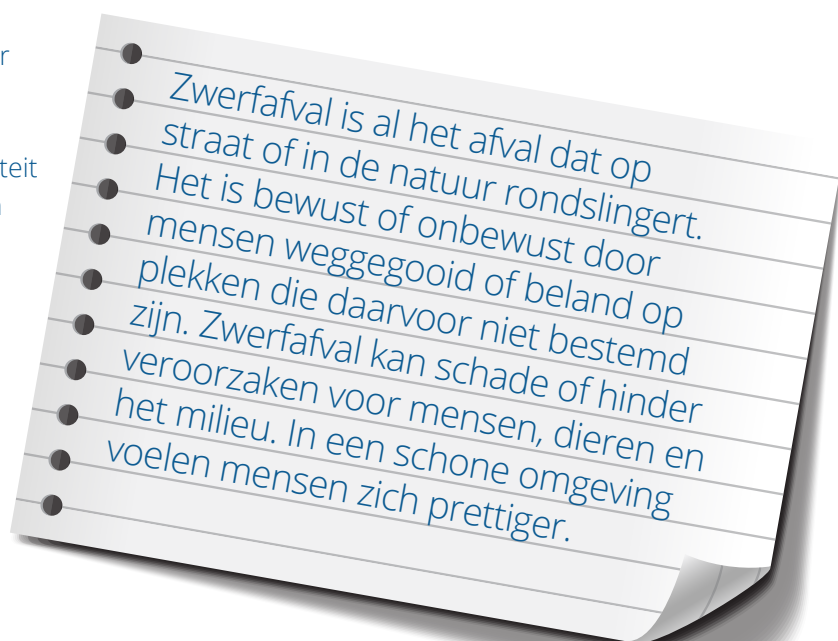 r
teit
Zwerfafval is al het afval dat op
straat of in de natuur rondslingert.
Het is bewust of onbewust door
mensen weggegooid of beland op
plekken die daarvoor niet bestemd
zijn. Zwerfafval kan schade of hinder
veroorzaken voor mensen, dieren en
het milieu. In een schone omgeving
voelen mensen zich prettiger.